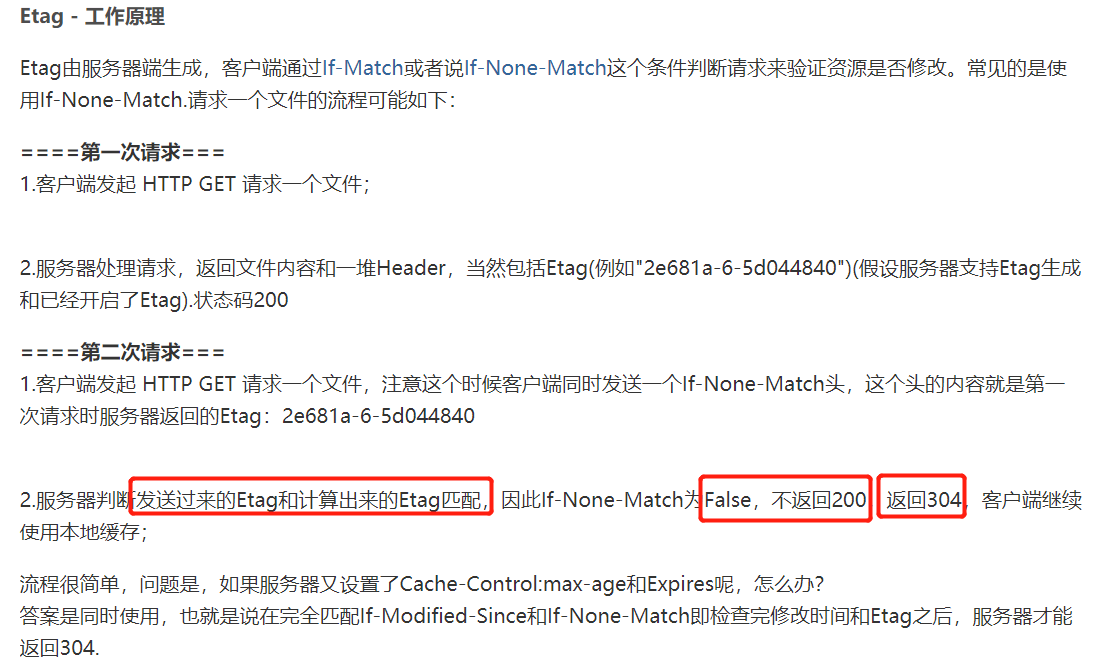 Etag - 工作原理
Etag由服务器端生成，客户端通过If-Match或者说If-None-Match这个条件判断请求来验证资源是否修改。常见的是使
用If-None-Match.请求一个文件的流程可能如下：
====第一次请求===
1.客户端发起 HTTP GET 请求一个文件；
2.服务器处理请求，返回文件内容和一堆Header，当然包括Etag(例如"2e681a-6-5d044840")(假设服务器支持Etag生成
和已经开启了Etag).状态码200
====第二次请求===
1.客户端发起 HTTP GET 请求一个文件，注意这个时候客户端同时发送一个If-None-Match头，这个头的内容就是第一
次请求时服务器返回的Etag：2e681a-6-5d044840
2.服务器判断发送过来的Etag和计算出来的Etag匹配，因此If-None-Match为False，不返回200，返回304，客户端继续
使用本地缓存；
流程很简单，问题是，如果服务器又设置了Cache-Control:max-age和Expires呢，怎么办？
答案是同时使用，也就是说在完全匹配If-Modified-Since和If-None-Match即检查完修改时间和Etag之后，服务器才能
返回304.